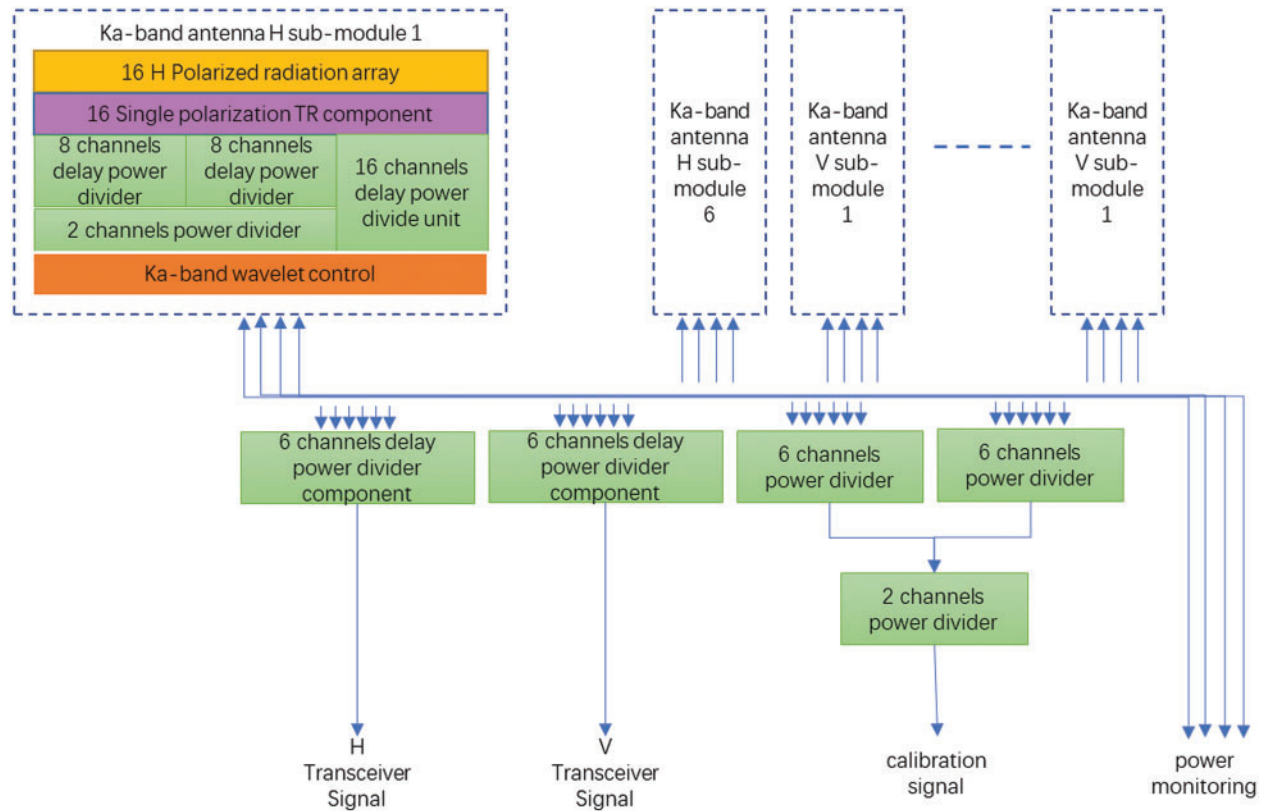 Ka-band antenna H sub-module 1
16 H Polarized radiation array
16 Single polarization TR component
8 channels
delay power
divider
8 channels
delay power
divider
16 channels
delay power
divide unit
2 channels power divider
Ka-band wavelet control
Ka-band
antenna
H sub-
module
6
Ka-band
antenna
V sub-
module
1
Ka-band
antenna
V sub-
module
1
6 channels delay
power divider
component
6 channels delay
power divider
component
6 channels
power divider
6 channels
power divider
2 channels
power divider
H
Transceiver
Signal
V
Transceiver
Signal
calibration
signal
power
monitoring